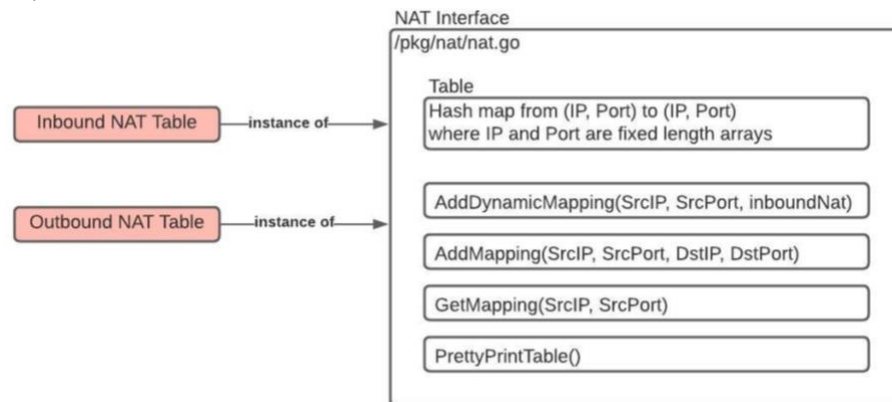 NAT Interface
/pkg/nat/nat.go
Table
Hash map from (IP, Port) to (IP, Port)
where IP and Port are fixed length arrays
Inbound NAT Table
instance of
AddDynamicMapping(SrcIP, SrcPort, inboundNat)
Outbound NAT Table
instance of
AddMapping(SrcIP, SrcPort, DstIP, DstPort)
GetMapping(SrcIP, SrcPort)
PrettyPrintTable()